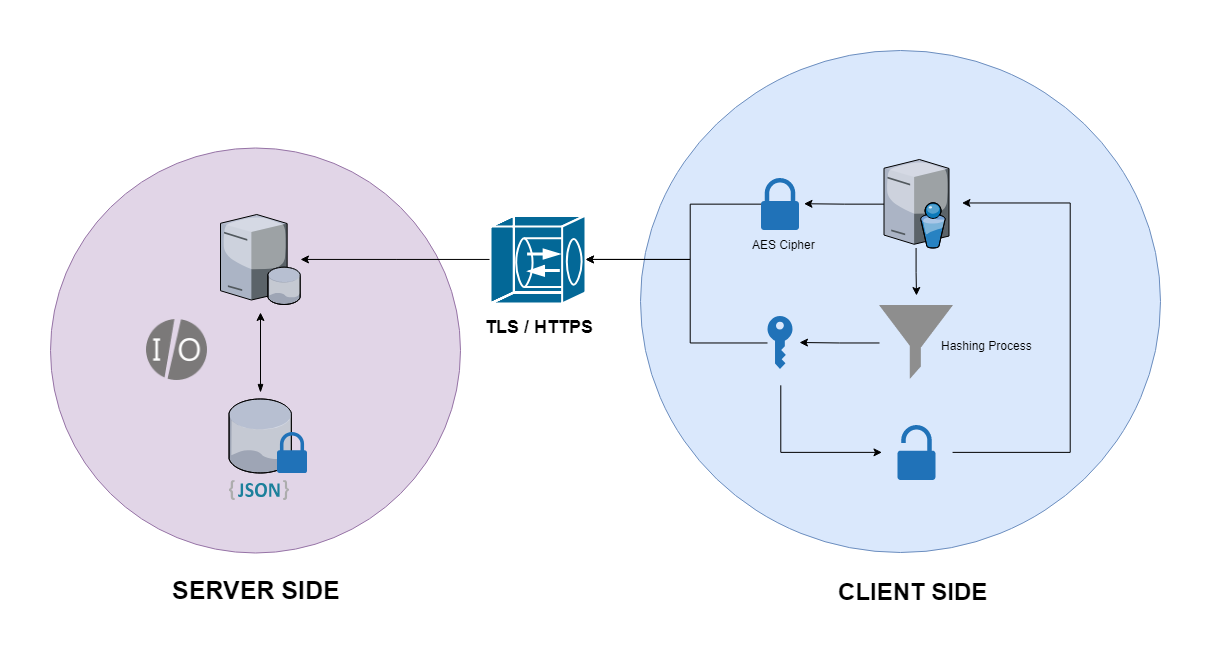 AES Cipher
TLS / HTTPS
Hashing Process
I/O
{JSON}
SERVER SIDE
CLIENT SIDE